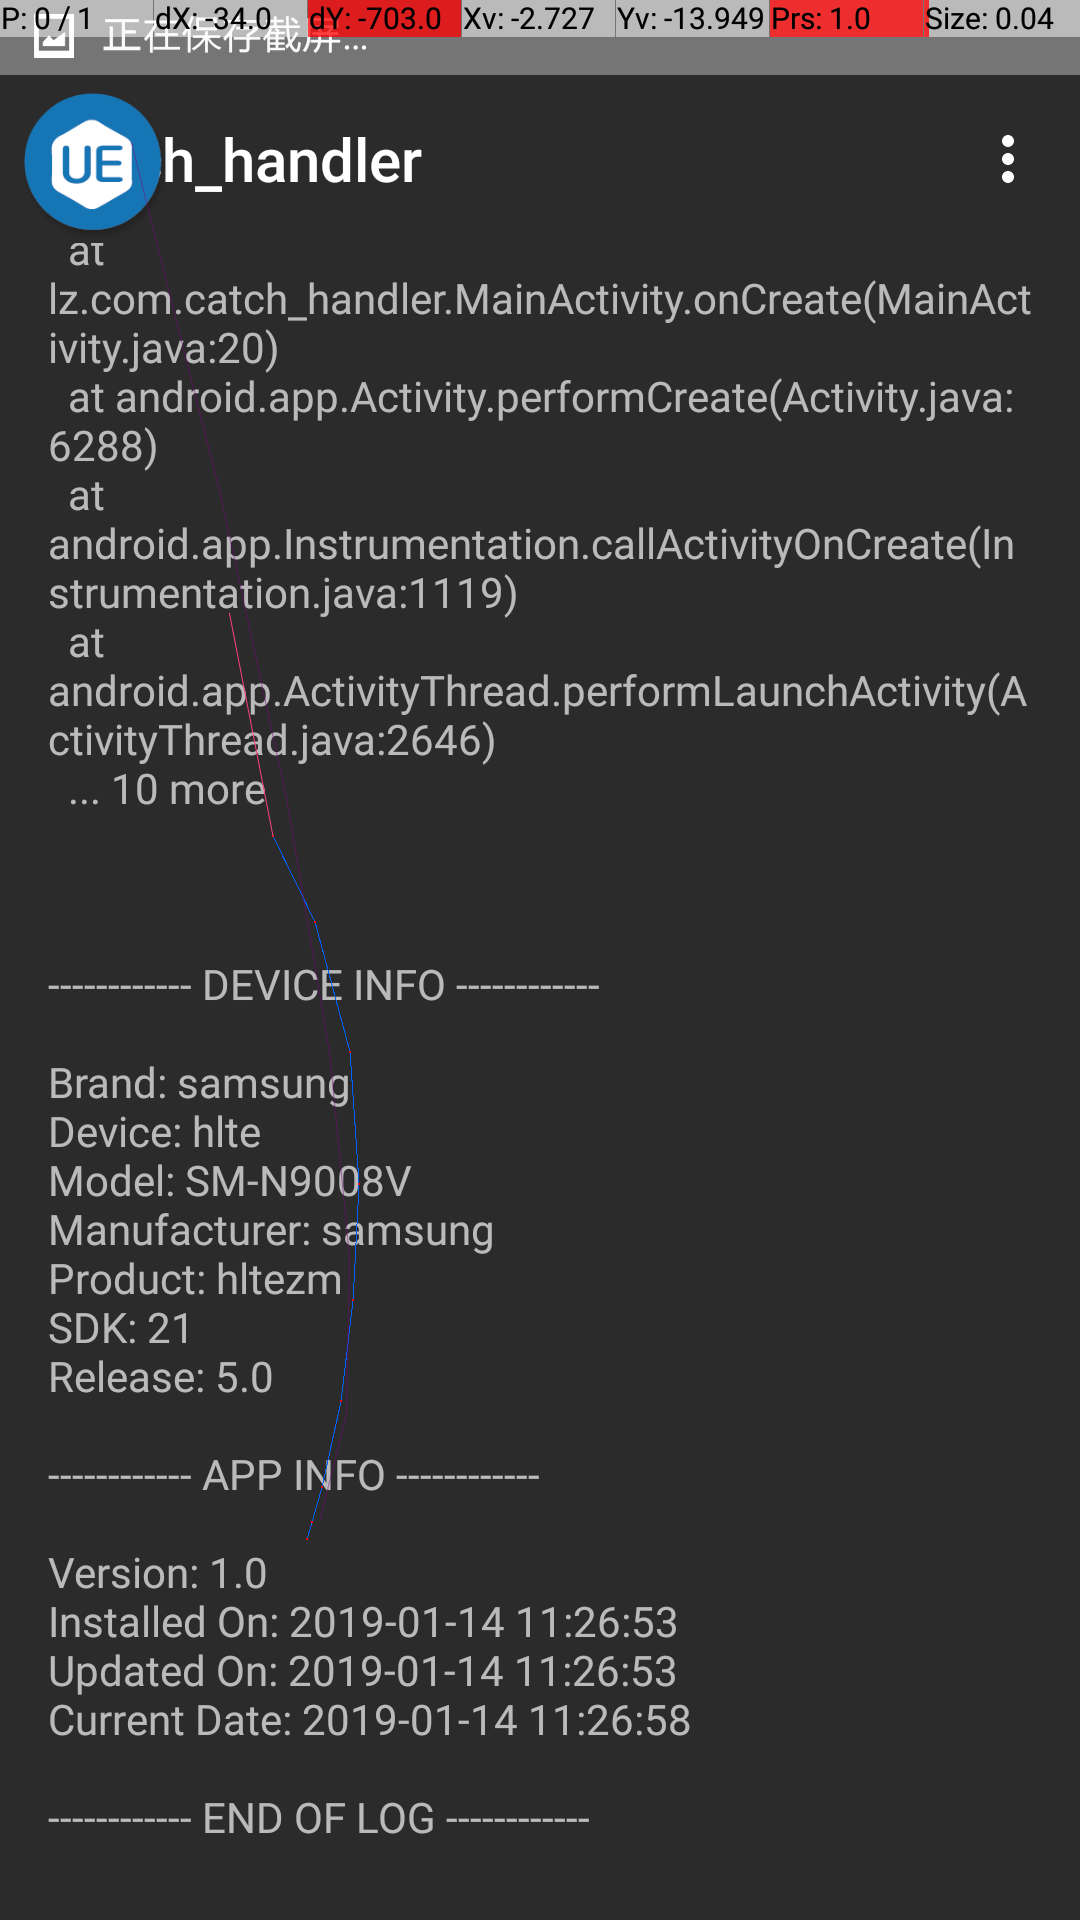 P: 0 / 1 dX: -34.0 dY: -703.0 Xv: -2.727 Yv: -13.949 Prs: 1.0 Size: 0.04
正在保存截屏...
UE h_handler
at
lz.com.catch_handler.MainActivity.onCreate(MainAct
ivity.java:20)
at android.app.Activity.performCreate(Activity.java:
6288)
at
android.app.Instrumentation.callActivityOnCreate(In
strumentation.java:1119)
at
android.app.ActivityThread.performLaunchActivity(A
ctivityThread.java:2646)
... 10 more
------------ DEVICE INFO ------------
Brand: samsung
Device: hlte
Model: SM-N9008V
Manufacturer: samsung
Product: hltezm
SDK: 21
Release: 5.0
------------ APP INFO ------------
Version: 1.0
Installed On: 2019-01-14 11:26:53
Updated On: 2019-01-14 11:26:53
Current Date: 2019-01-14 11:26:58
------------ END OF LOG ------------